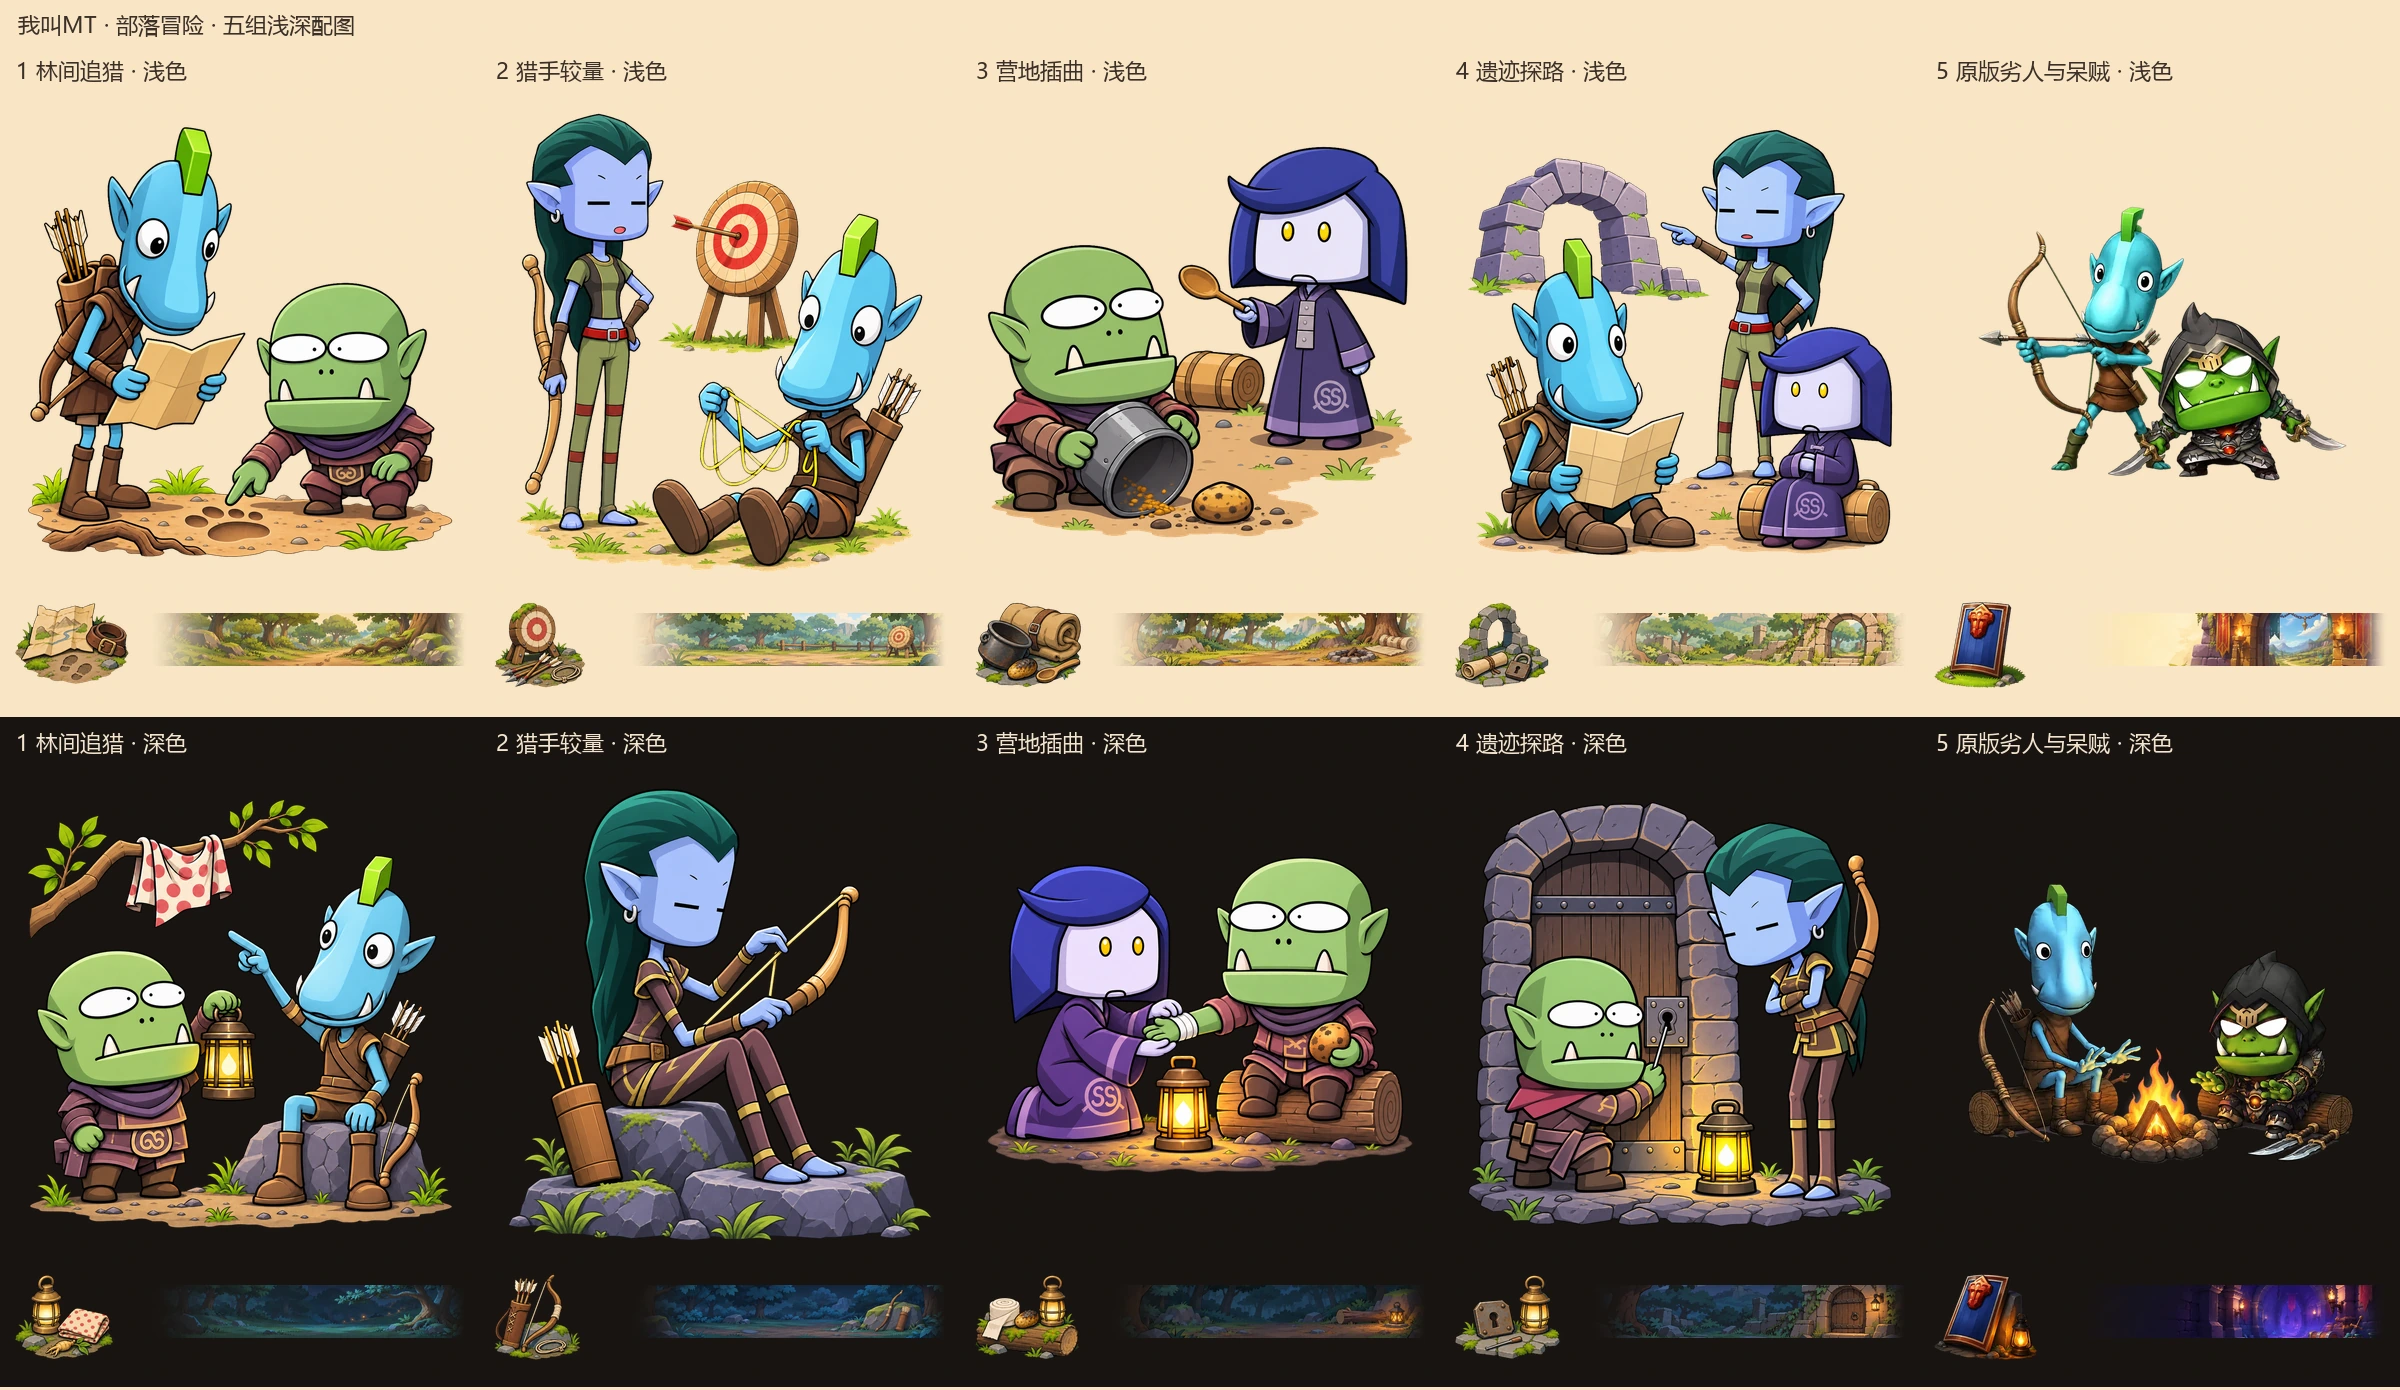 我叫MT · 部落冒险 · 五组浅深配图
1 林间追猎 · 浅色
2 猎手较量 · 浅色
3 营地插曲 · 浅色
4 遗迹探路 · 浅色
5 原版劣人与呆贼 · 浅色
SS
SS
1 林间追猎 · 深色
2 猎手较量 · 深色
3 营地插曲 · 深色
4 遗迹探路 · 深色
5 原版劣人与呆贼 · 深色
SS